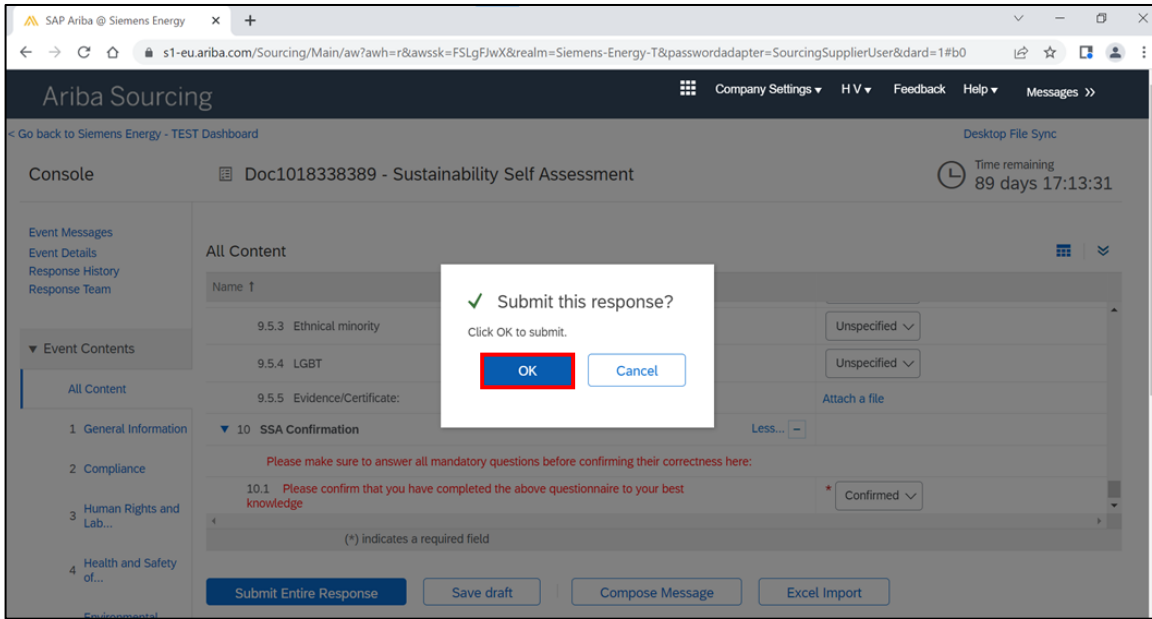 SAP Ariba @ Siemens Energy
s1-eu.ariba.com/Sourcing/Main/aw?awh=r&awssk=FSLgFJwX&realm=Siemens-Energy-T&passwordadapter=SourcingSupplierUser&dard=1#b0
Ariba Sourcing
Company Settings ▾ H V ▾ Feedback Help ▾ Messages >>
< Go back to Siemens Energy - TEST Dashboard
Desktop File Sync
Console
Doc1018338389 - Sustainability Self Assessment
Time remaining
89 days 17:13:31
Event Messages
Event Details
Response History
Response Team
▼ Event Contents
All Content
1 General Information
2 Compliance
3 Human Rights and
Lab...
4 Health and Safety
of...
Environmental
All Content
Name ↑
9.5.3 Ethnical minority
Unspecified
9.5.4 LGBT
Unspecified
9.5.5 Evidence/Certificate:
Attach a file
▼ 10 SSA Confirmation
Less... −
Please make sure to answer all mandatory questions before confirming their correctness here:
10.1 Please confirm that you have completed the above questionnaire to your best
knowledge
* Confirmed
(*) indicates a required field
Submit this response?
Click OK to submit.
OK
Cancel
Submit Entire Response
Save draft
Compose Message
Excel Import